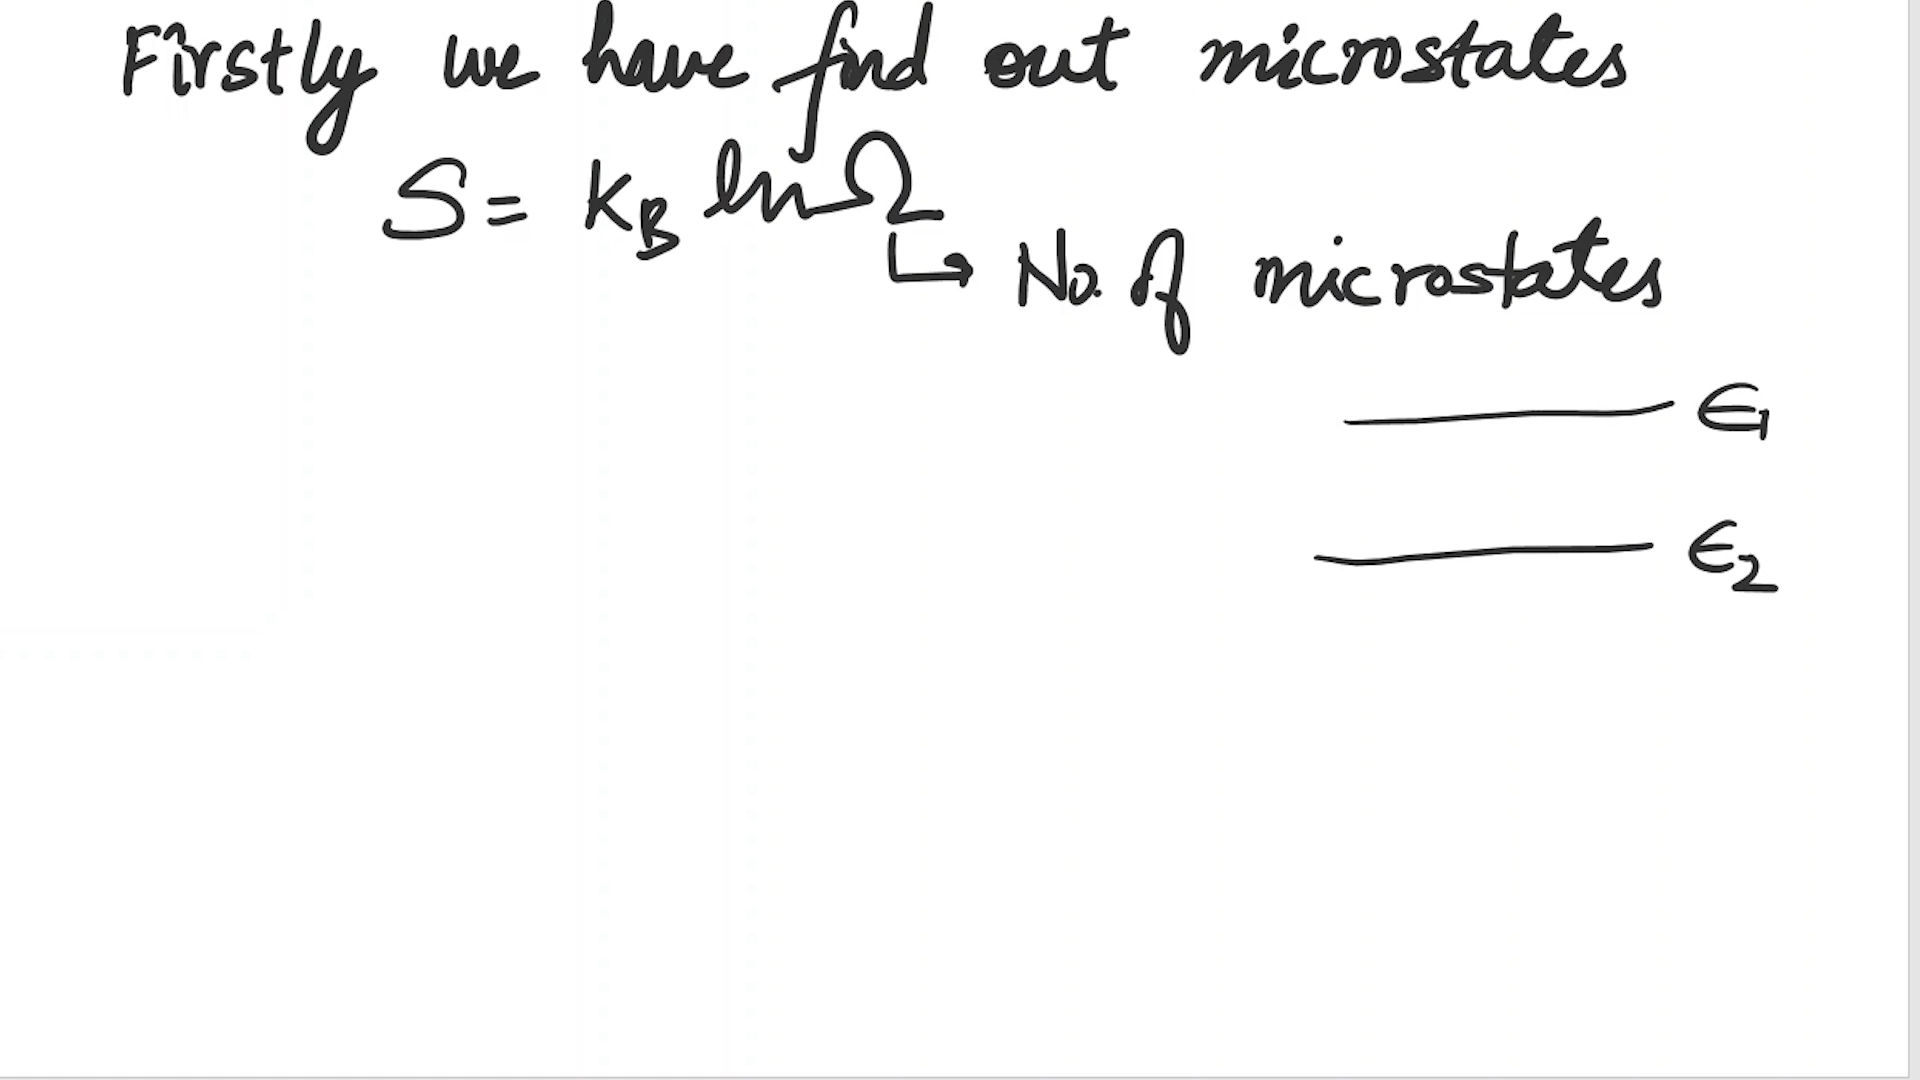 Firstly we have find out microstates
S = k_B ln Ω
↳ No. of microstates
ϵ₁
ϵ₂